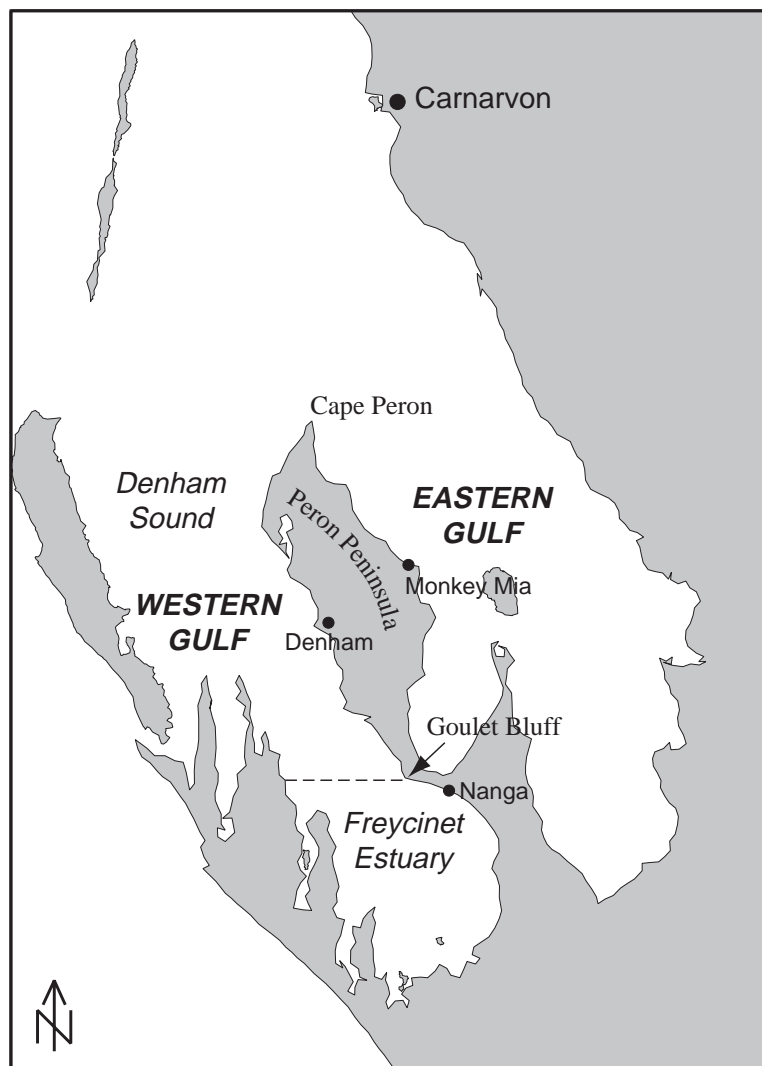 Carnarvon
Cape Peron
Denham
Sound
Peron Peninsula
EASTERN
GULF
Monkey Mia
WESTERN
GULF
Denham
Goulet Bluff
Nanga
Freycinet
Estuary
N